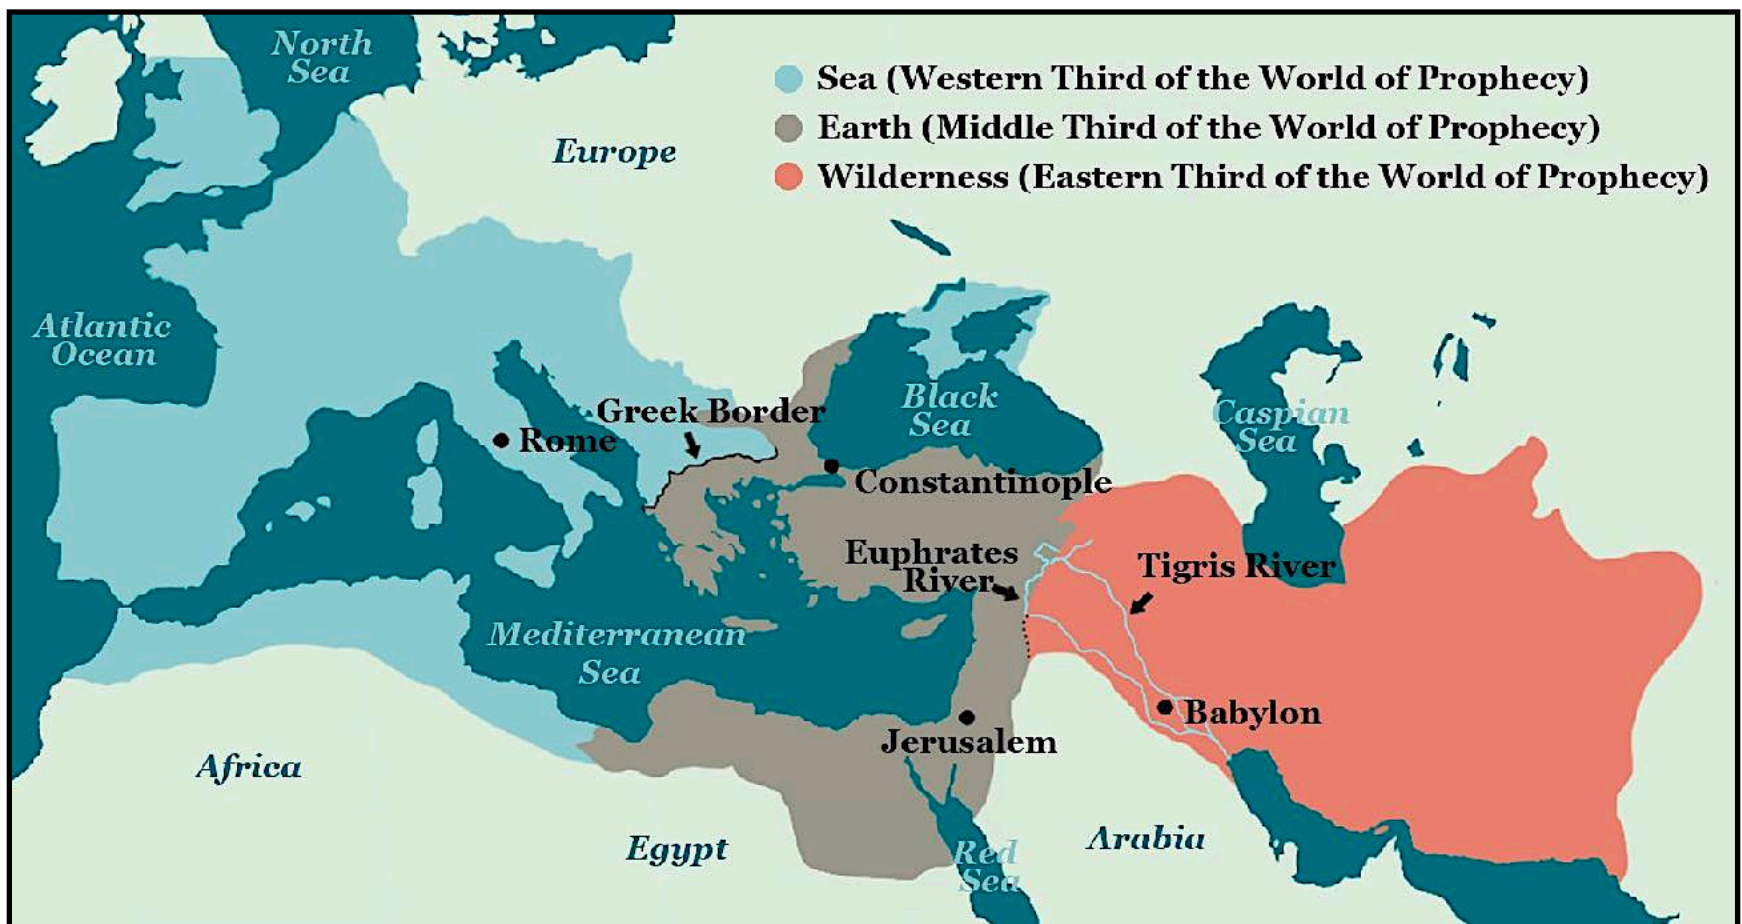 North
Sea
Sea (Western Third of the World of Prophecy)
Earth (Middle Third of the World of Prophecy)
Wilderness (Eastern Third of the World of Prophecy)
Europe
Atlantic
Ocean
Black
Sea
Caspian
Sea
Greek Border
Rome
Constantinople
Euphrates
River
Tigris River
Mediterranean
Sea
Babylon
Jerusalem
Africa
Egypt
Arabia
Red
Sea